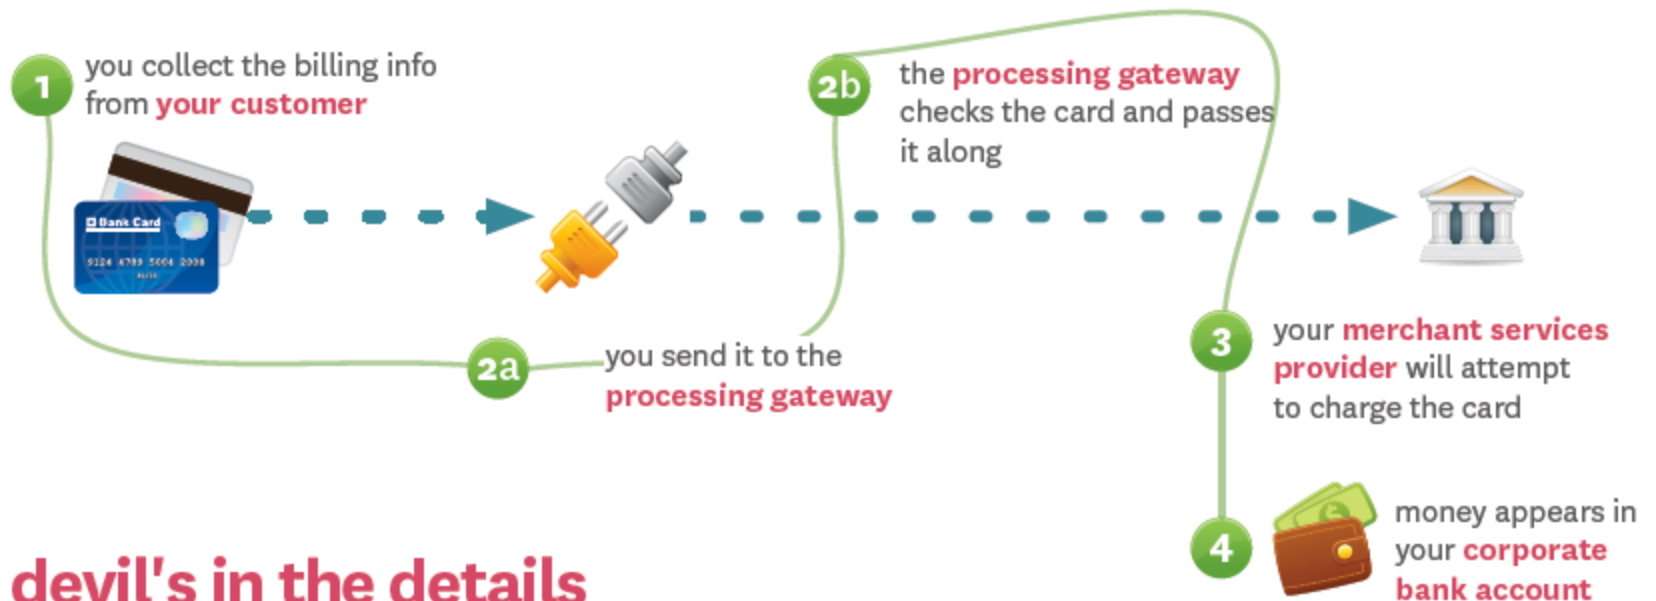 1
you collect the billing info
from your customer
Bank Card
2a
you send it to the
processing gateway
2b
the processing gateway
checks the card and passes
it along
3
your merchant services
provider will attempt
to charge the card
4
money appears in
your corporate
bank account
devil's in the details